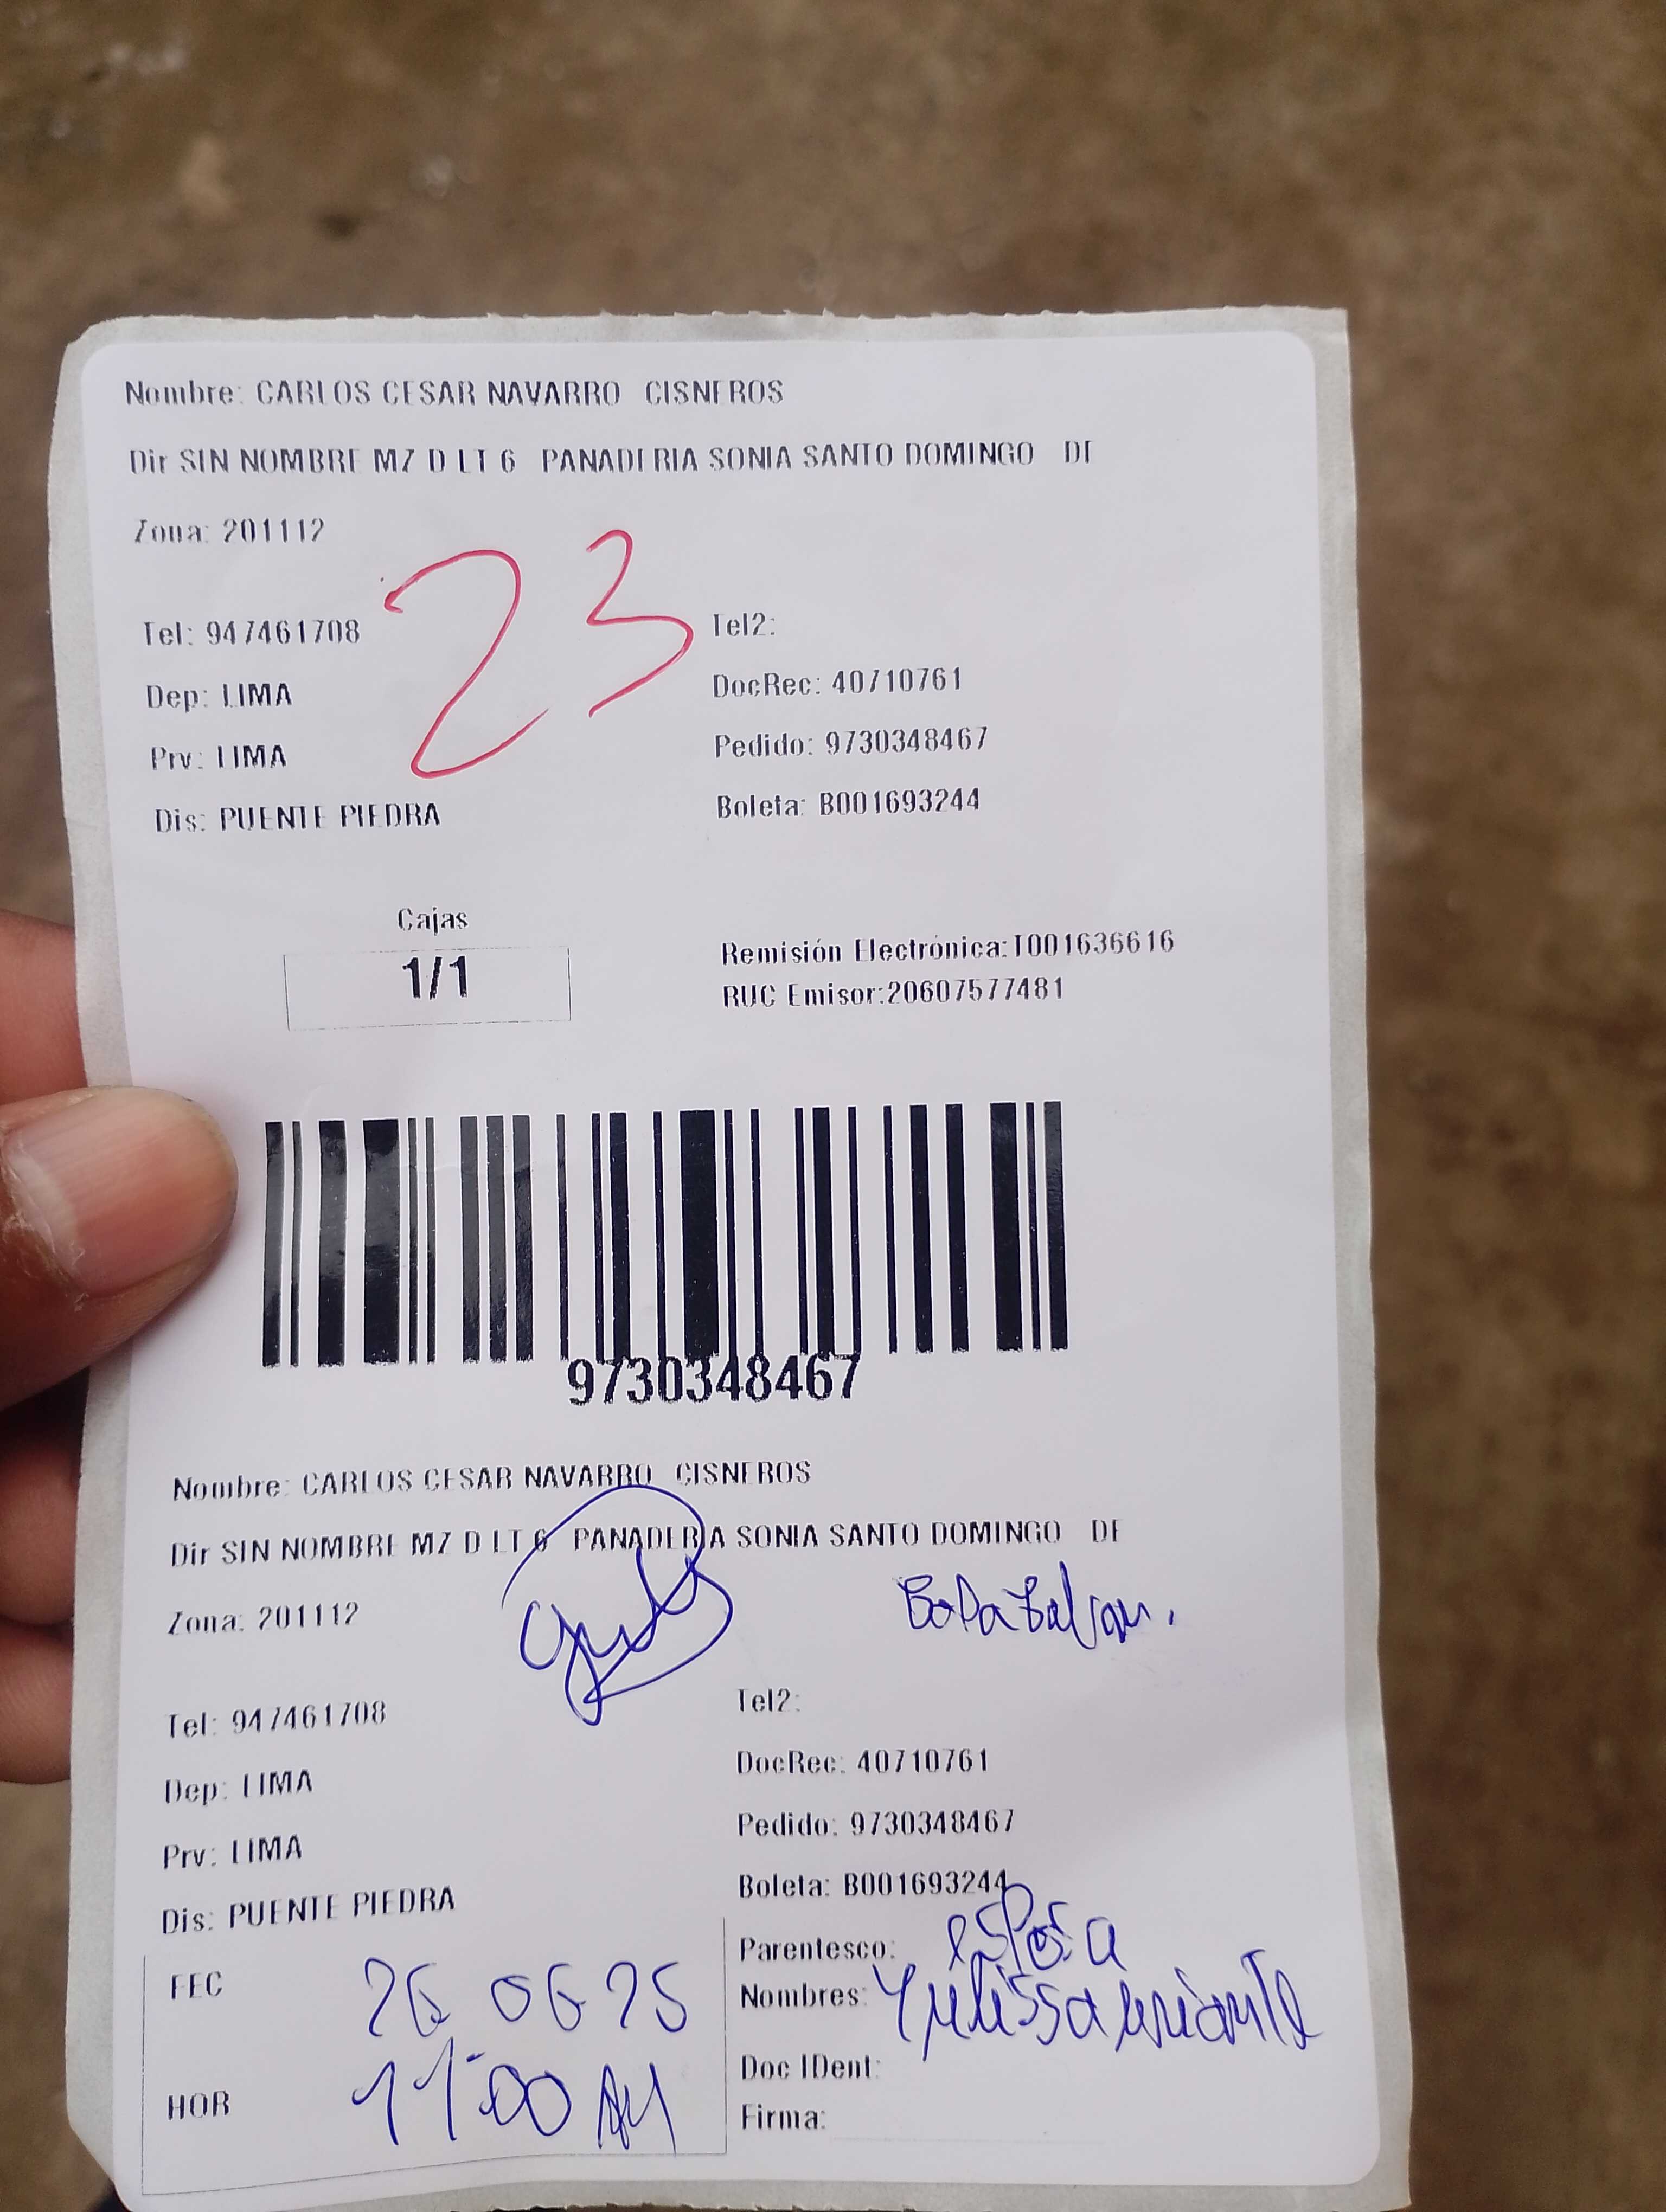 Nombre: CARLOS CESAR NAVARRO CISNEROS
Dir SIN NOMBRE MZ D LT 6 PANADERIA SONIA SANTO DOMINGO DE
Zona: 201112
23
Tel: 947461708 Tel2:
Dep: LIMA DocRec: 40710761
Prv: LIMA Pedido: 9730348467
Dis: PUENTE PIEDRA Boleta: B001693244
Cajas
1/1
Remisión Electrónica:T001636616
RUC Emisor:20607577481
9730348467
Nombre: CARLOS CESAR NAVARRO CISNEROS
Dir SIN NOMBRE MZ D LT 6 PANADERIA SONIA SANTO DOMINGO DE
Zona: 201112
Tel: 947461708 Tel2:
Dep: LIMA DocRec: 40710761
Prv: LIMA Pedido: 9730348467
Dis: PUENTE PIEDRA Boleta: B001693244
Parentesco: esposa
FEC 26 06 25 Nombres:
Doc IDent:
HOR 11:00 AM
Firma: